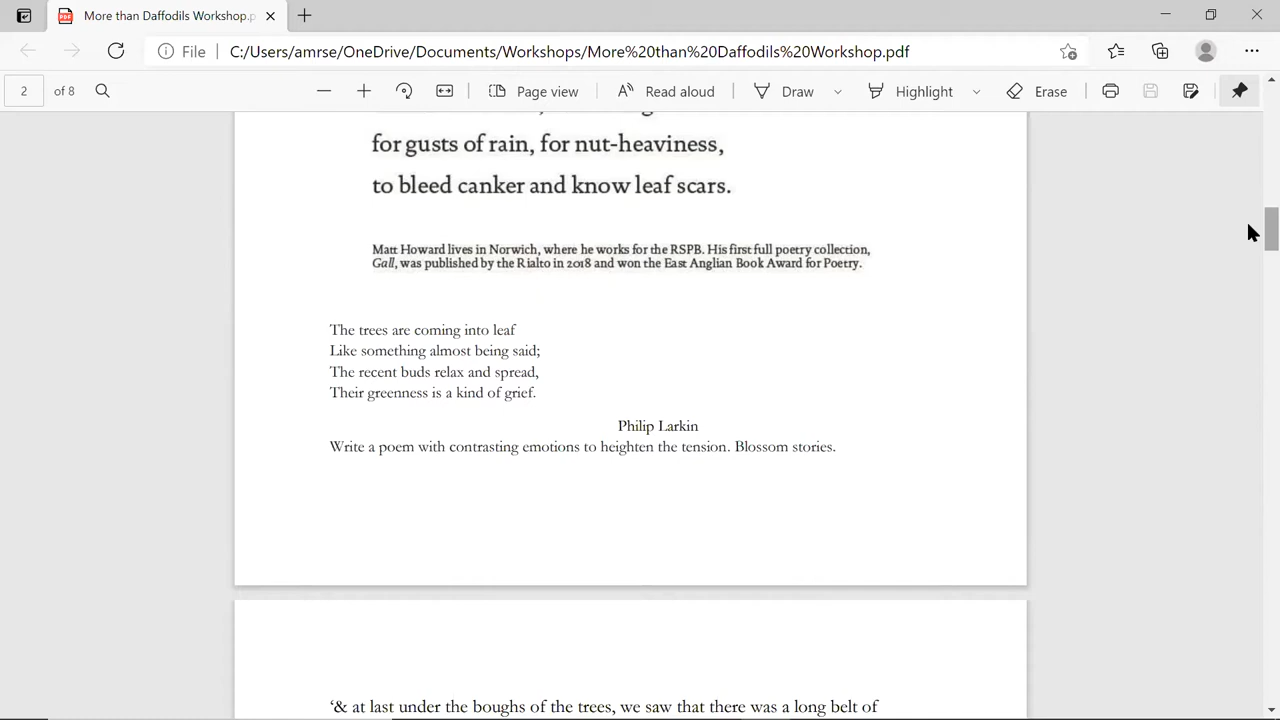 More than Daffodils Workshop.p
File
C:/Users/amrse/OneDrive/Documents/Workshops/More%20than%20Daffodils%20Workshop.pdf
2 of 8
Page view
Read aloud
Draw
Highlight
Erase
for gusts of rain, for nut-heaviness,
to bleed canker and know leaf scars.
Matt Howard lives in Norwich, where he works for the RSPB. His first full poetry collection,
Gall, was published by the Rialto in 2018 and won the East Anglian Book Award for Poetry.
The trees are coming into leaf
Like something almost being said;
The recent buds relax and spread,
Their greenness is a kind of grief.
Philip Larkin
Write a poem with contrasting emotions to heighten the tension. Blossom stories.
‘& at last under the boughs of the trees, we saw that there was a long belt of